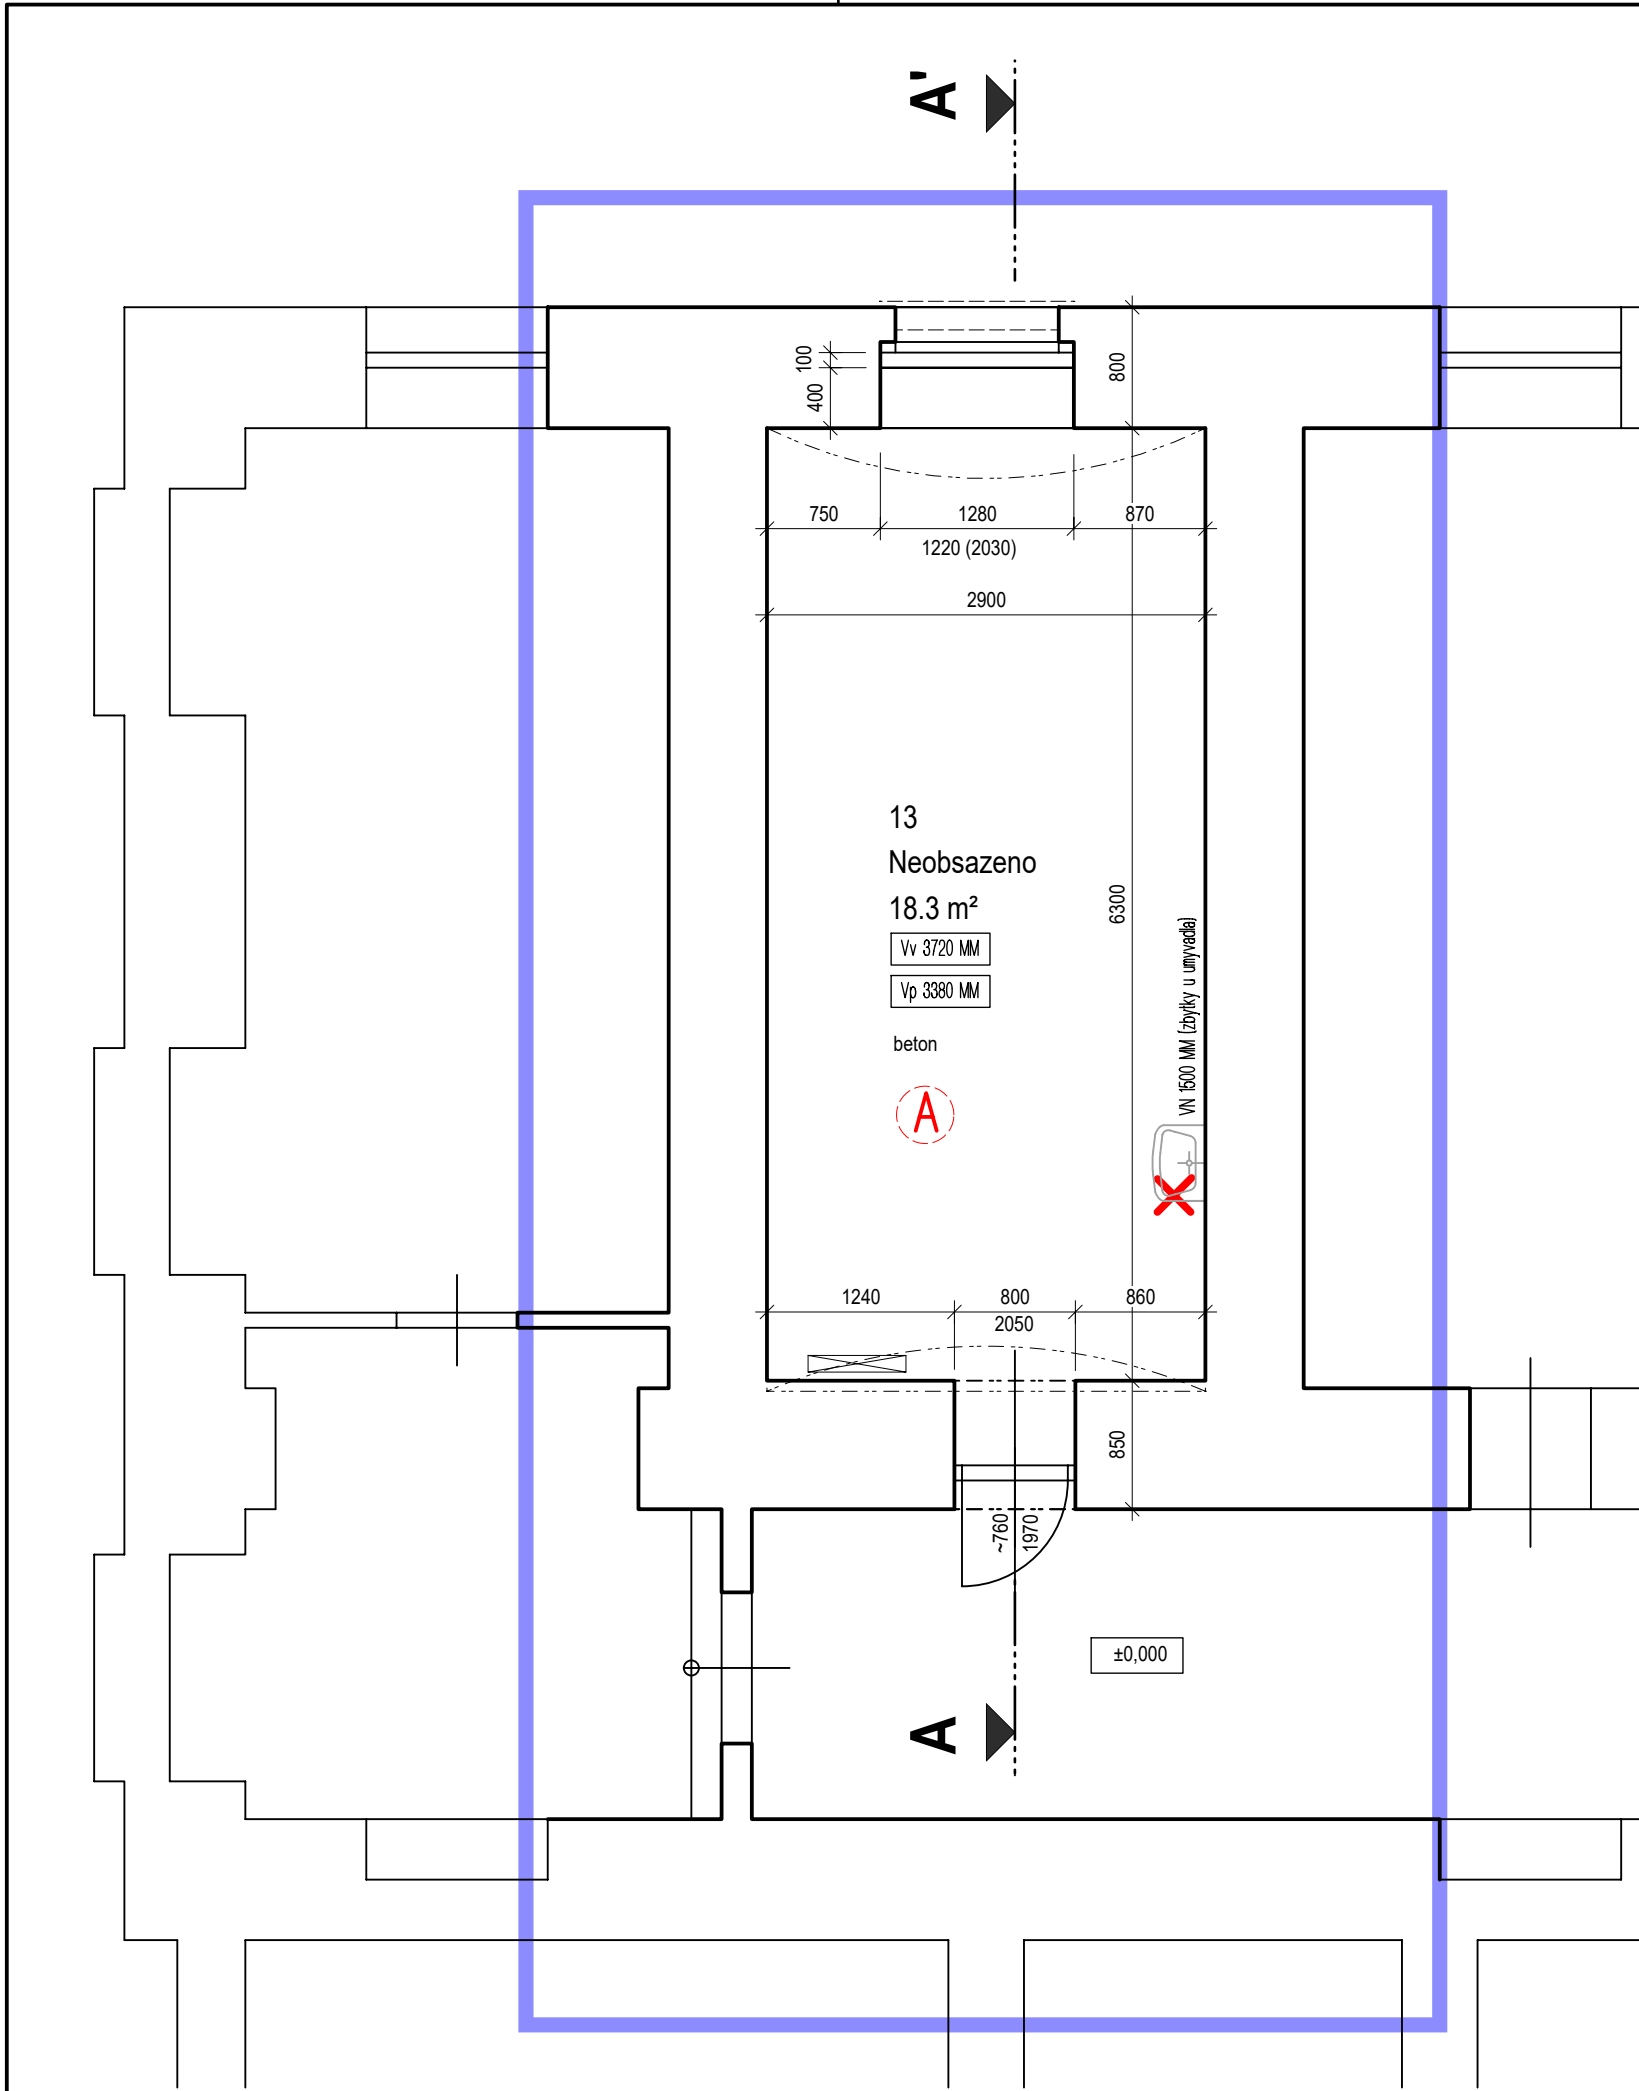 A'
100
400
800
750
1280
870
1220 (2030)
2900
13
Neobsazeno
18.3 m²
Vv 3720 MM
Vp 3380 MM
beton
A
6300
VN 1500 MM (zbytky u umyvadla)
1240
800
860
2050
850
~760
1970
±0,000
A